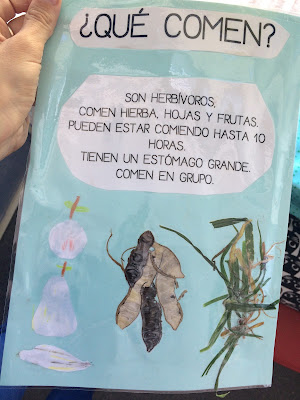 ¿QUÉ COMEN?
SON HERBÍVOROS,
COMEN HIERBA, HOJAS Y FRUTAS.
PUEDEN ESTAR COMIENDO HASTA 10
HORAS.
TIENEN UN ESTÓMAGO GRANDE.
COMEN EN GRUPO.